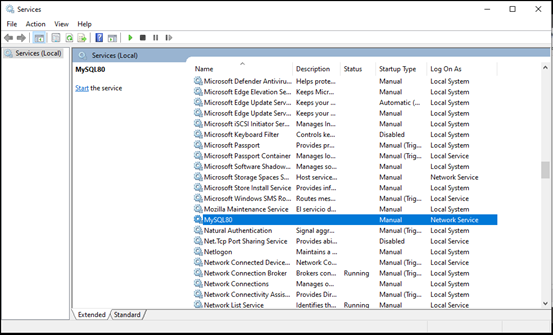 Services
File Action View Help
Services (Local)
Services (Local)
MySQL80
Start the service
Name Description Status Startup Type Log On As
Microsoft Defender Antiviru... Helps prote... Manual Local System
Microsoft Edge Elevation Se... Keeps Micr... Manual Local System
Microsoft Edge Update Serv... Keeps your ... Automatic (... Local System
Microsoft Edge Update Serv... Keeps your ... Manual Local System
Microsoft iSCSI Initiator Ser... Manages In... Manual Local System
Microsoft Keyboard Filter Controls ke... Disabled Local System
Microsoft Passport Provides pr... Manual (Trig... Local System
Microsoft Passport Container Manages lo... Manual (Trig... Local Service
Microsoft Software Shadow... Manages so... Manual Local System
Microsoft Storage Spaces S... Host service... Manual Network Service
Microsoft Store Install Service Provides inf... Manual Local System
Microsoft Windows SMS Ro... Routes mes... Manual (Trig... Local System
Mozilla Maintenance Service El servicio d... Manual Local System
MySQL80 Manual Network Service
Natural Authentication Signal aggr... Manual (Trig... Local System
Net.Tcp Port Sharing Service Provides abi... Disabled Local Service
Netlogon Maintains a ... Manual Local System
Network Connected Device... Network Co... Manual (Trig... Local Service
Network Connection Broker Brokers con... Running Manual (Trig... Local System
Network Connections Manages o... Manual Local System
Network Connectivity Assis... Provides Dir... Manual (Trig... Local System
Network List Service Identifies th... Running Manual Local Service
Extended Standard